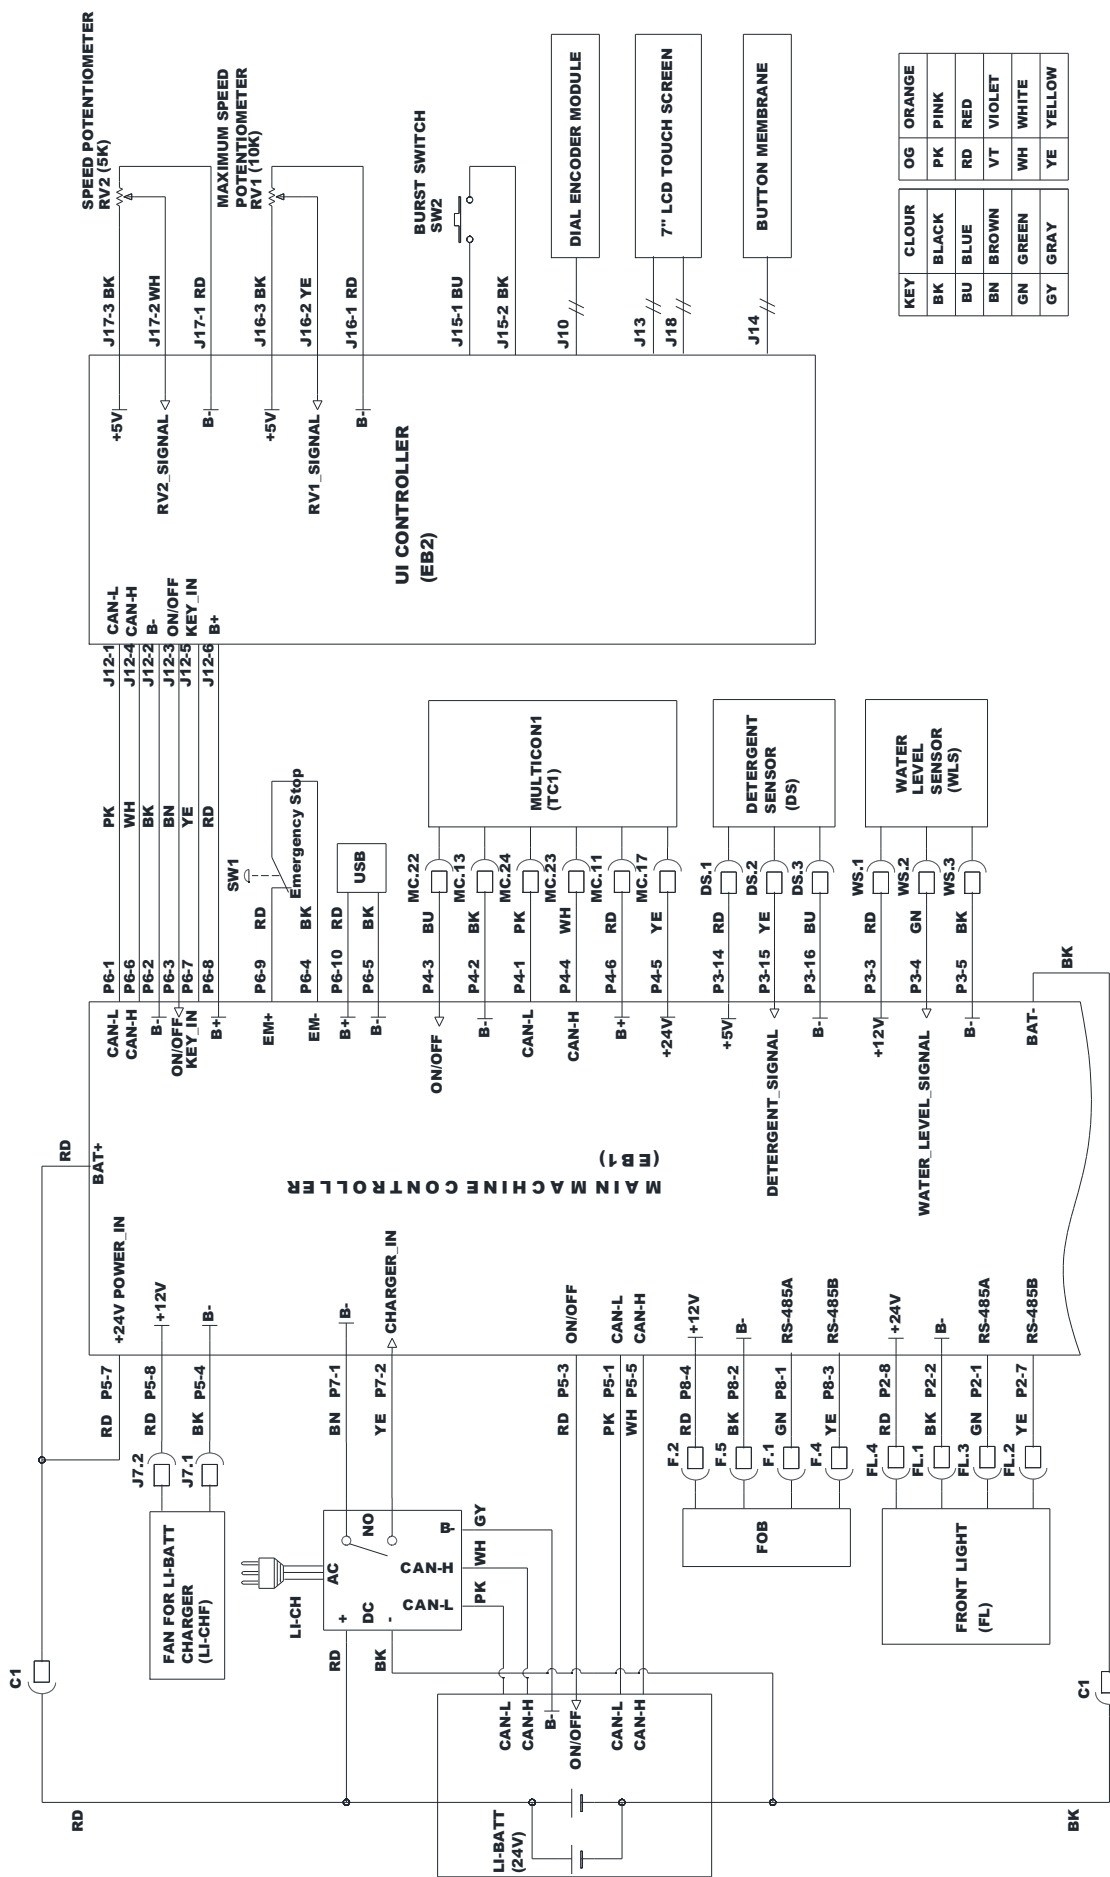 SPEED POTENTIOMETER
RV2 (5K)
MAXIMUM SPEED
POTENTIOMETER
RV1 (10K)
BURST SWITCH
SW2
DIAL ENCODER MODULE
7" LCD TOUCH SCREEN
BUTTON MEMBRANE
J17-3 BK
J17-2 WH
J17-1 RD
J16-3 BK
J16-2 YE
J16-1 RD
J15-1 BU
J15-2 BK
J10
J13
J18
J14
+5V
RV2_SIGNAL
B-
+5V
RV1_SIGNAL
B-
UI CONTROLLER
(EB2)
KEY CLOUR
BK BLACK
BU BLUE
BN BROWN
GN GREEN
GY GRAY
OG ORANGE
PK PINK
RD RED
VT VIOLET
WH WHITE
YE YELLOW
J12-1 CAN-L
J12-4 CAN-H
J12-2 B-
J12-3 ON/OFF
J12-5 KEY_IN
J12-6 B+
PK
WH
BK
BN
YE
RD
P6-1
P6-6
P6-2
P6-3
P6-7
P6-8
CAN-L
CAN-H
B-
ON/OFF
KEY_IN
B+
SW1
Emergency Stop
EM+ P6-9 RD
EM- P6-4 BK
USB
B+ P6-10 RD
B- P6-5 BK
MULTICON1
(TC1)
ON/OFF P4-3 BU MC.22
B- P4-2 BK MC.13
CAN-L P4-1 PK MC.24
CAN-H P4-4 WH MC.23
B+ P4-6 RD MC.11
+24V P4-5 YE MC.17
DETERGENT
SENSOR
(DS)
+5V P3-14 RD DS.1
DETERGENT_SIGNAL P3-15 YE DS.2
B- P3-16 BU DS.3
WATER
LEVEL
SENSOR
(WLS)
+12V P3-3 RD WS.1
WATER_LEVEL_SIGNAL P3-4 GN WS.2
B- P3-5 BK WS.3
BAT-
BK
RD
BAT+
MAIN MACHINE CONTROLLER
(EB1)
RD P5-7 +24V POWER_IN
J7.2 RD P5-8 +12V
J7.1 BK P5-4 B-
FAN FOR LI-BATT
CHARGER
(LI-CHF)
BN P7-1 B-
YE P7-2 CHARGER_IN
RD P5-3 ON/OFF
PK P5-1 CAN-L
WH P5-5 CAN-H
F.2 RD P8-4 +12V
F.5 BK P8-2 B-
F.1 GN P8-1 RS-485A
F.4 YE P8-3 RS-485B
FOB
FL.4 RD P2-8 +24V
FL.1 BK P2-2 B-
FL.3 GN P2-1 RS-485A
FL.2 YE P2-7 RS-485B
FRONT LIGHT
(FL)
LI-CH
AC
NO
+
DC
-
B- GY
CAN-H WH
CAN-L PK
RD
BK
C1
C1
CAN-L
CAN-H
B-
ON/OFF
CAN-L
CAN-H
LI-BATT
(24V)
RD
BK